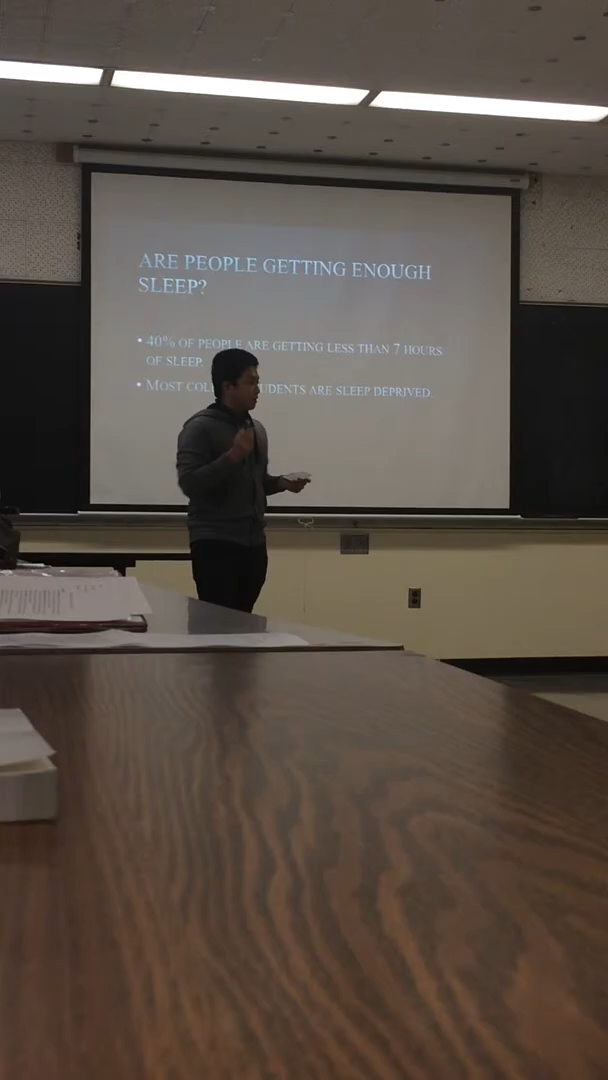 ARE PEOPLE GETTING ENOUGH
SLEEP?
• 40% OF PEOPLE ARE GETTING LESS THAN 7 HOURS
OF SLEEP.
• MOST UDENTS ARE SLEEP DEPRIVED.